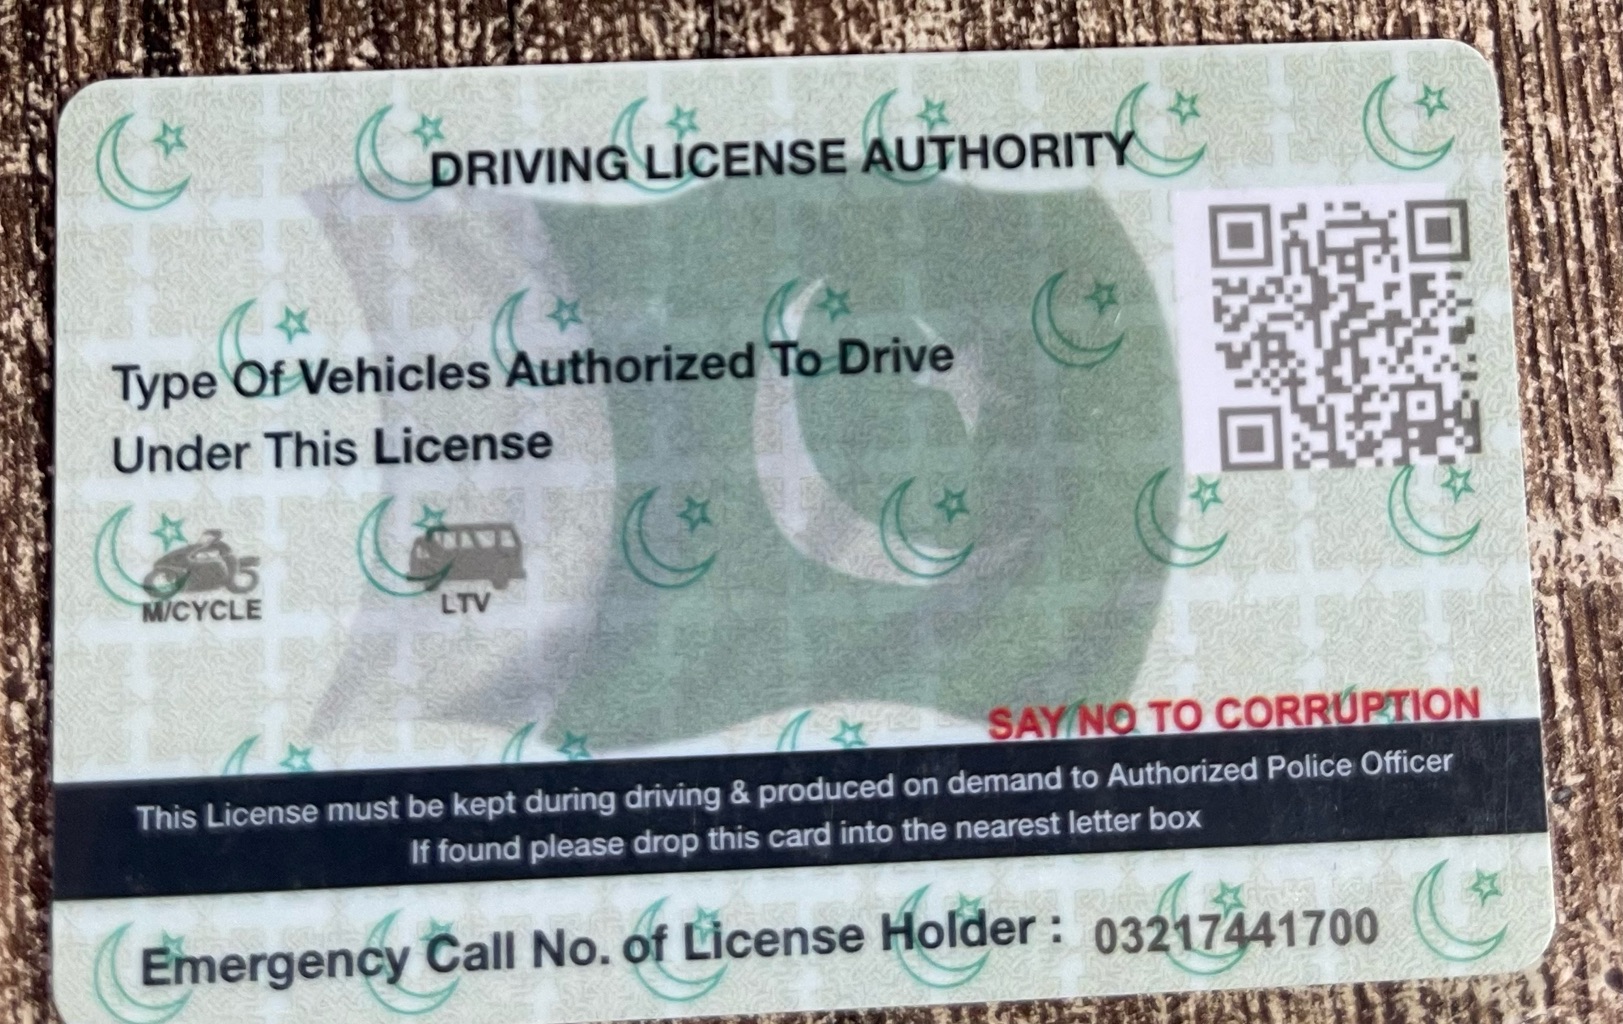 DRIVING LICENSE AUTHORITY
Type Of Vehicles Authorized To Drive
Under This License
M/CYCLE
LTV
SAY NO TO CORRUPTION
This License must be kept during driving & produced on demand to Authorized Police Officer
If found please drop this card into the nearest letter box
Emergency Call No. of License Holder : 03217441700